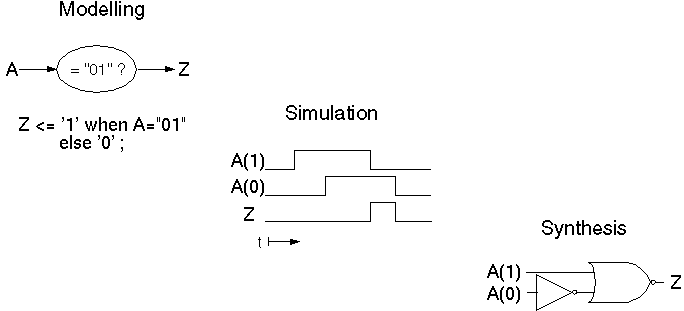 Modelling
A = "01" ? Z
Z <= '1' when A="01"
else '0' ;
Simulation
A(1)
A(0)
Z
t
Synthesis
A(1)
A(0)
Z